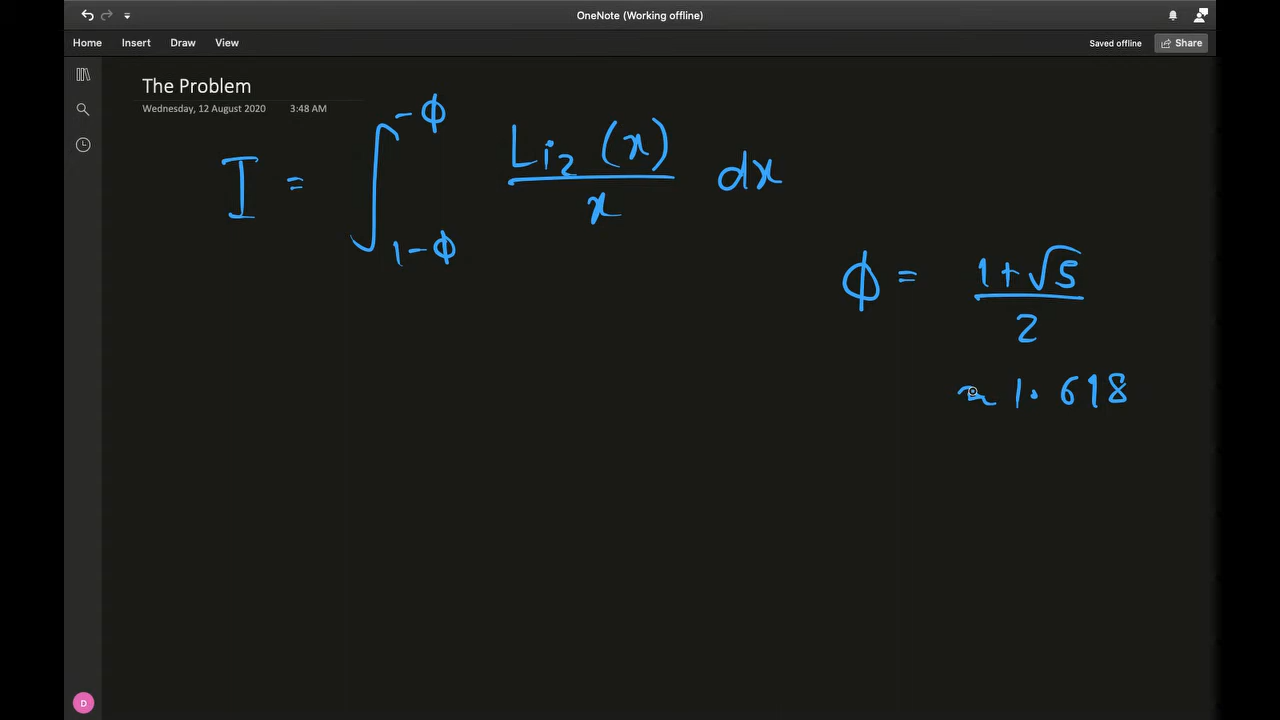 OneNote (Working offline)
Home Insert Draw View
Saved offline Share
The Problem
Wednesday, 12 August 2020 3:48 AM
I = ∫_{1-ϕ}^{-ϕ} Li₂(x)/x dx
ϕ = (1+√5)/2
≈ 1.618
D